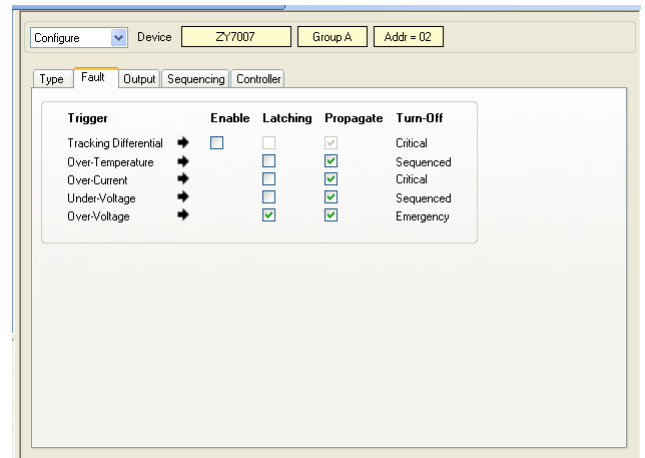 Configure Device ZY7007 Group A Addr = 02
Type Fault Output Sequencing Controller
Trigger Enable Latching Propagate Turn-Off
Tracking Differential Critical
Over-Temperature Sequenced
Over-Current Critical
Under-Voltage Sequenced
Over-Voltage Emergency